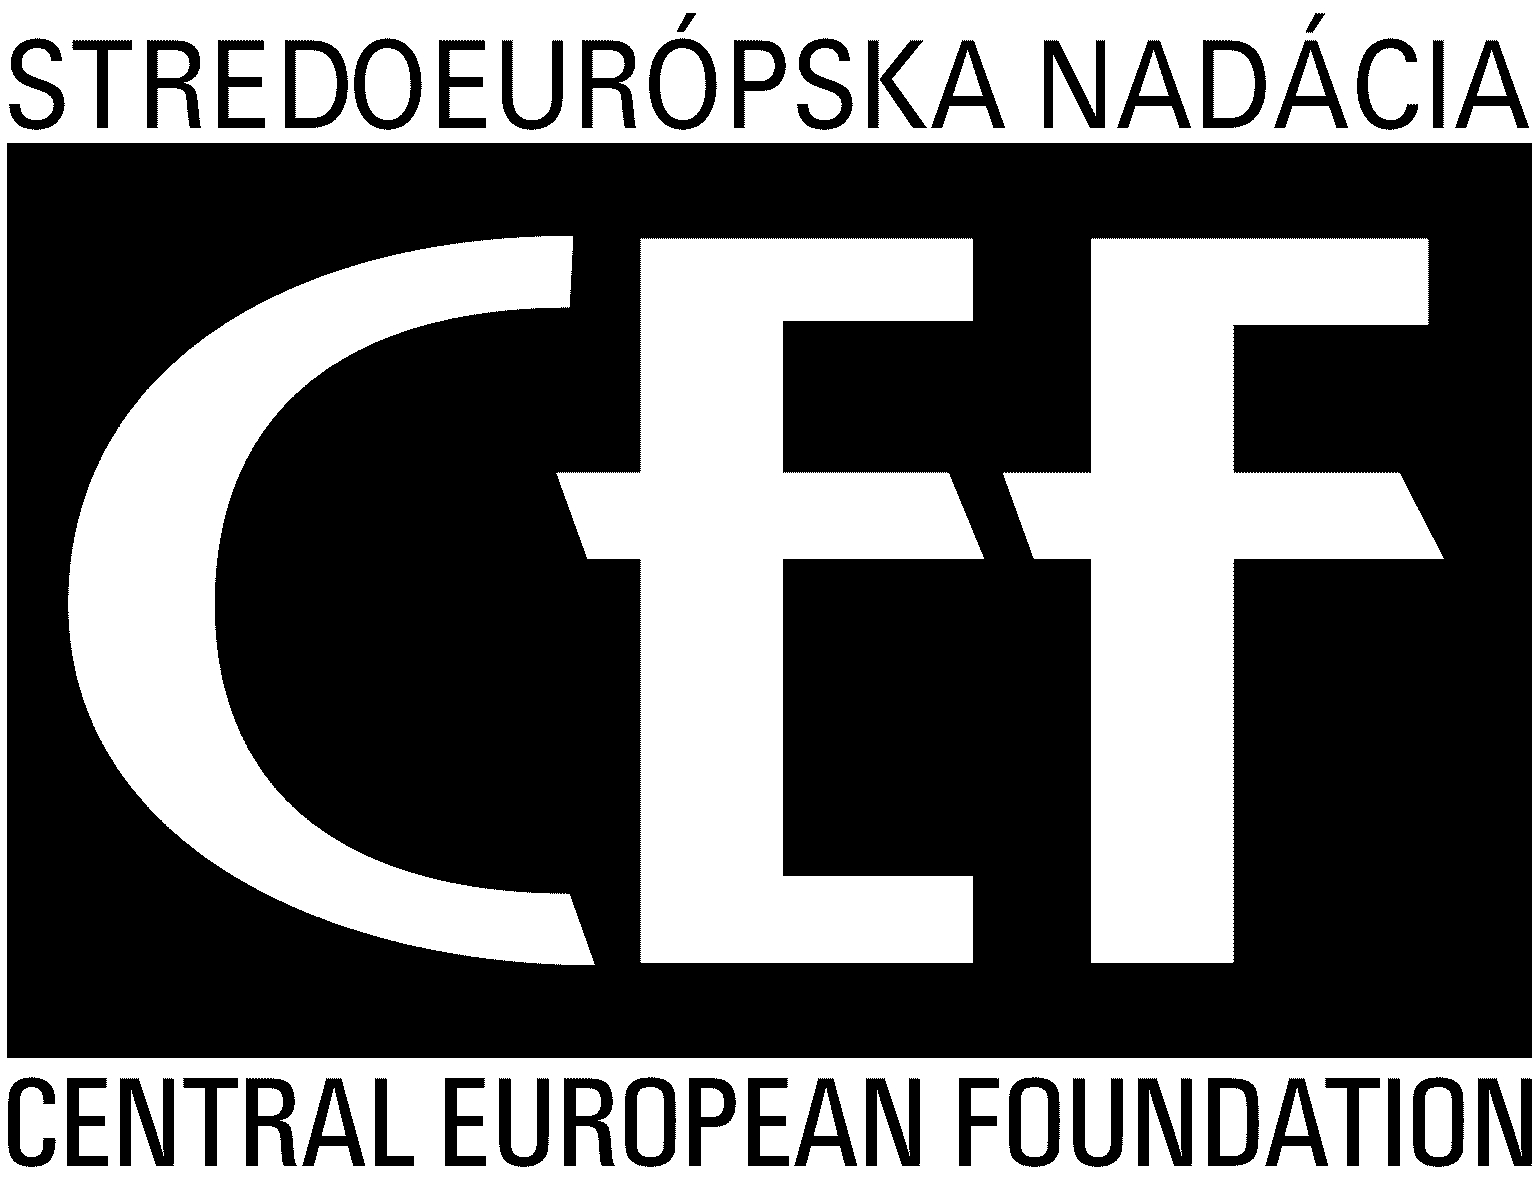 STREDOEURÓPSKA NADÁCIA
CEF
CENTRAL EUROPEAN FOUNDATION